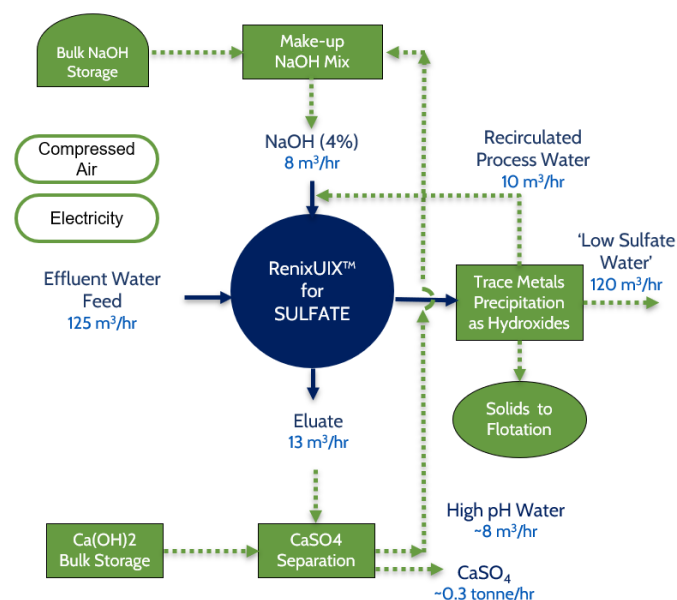 Bulk NaOH
Storage
Make-up
NaOH Mix
Compressed
Air
Electricity
NaOH (4%)
8 m³/hr
Recirculated
Process Water
10 m³/hr
Effluent Water
Feed
125 m³/hr
RenixUIX™
for
SULFATE
Trace Metals
Precipitation
as Hydroxides
‘Low Sulfate
Water’
120 m³/hr
Solids to
Flotation
Eluate
13 m³/hr
Ca(OH)2
Bulk Storage
CaSO4
Separation
High pH Water
~8 m³/hr
CaSO₄
~0.3 tonne/hr